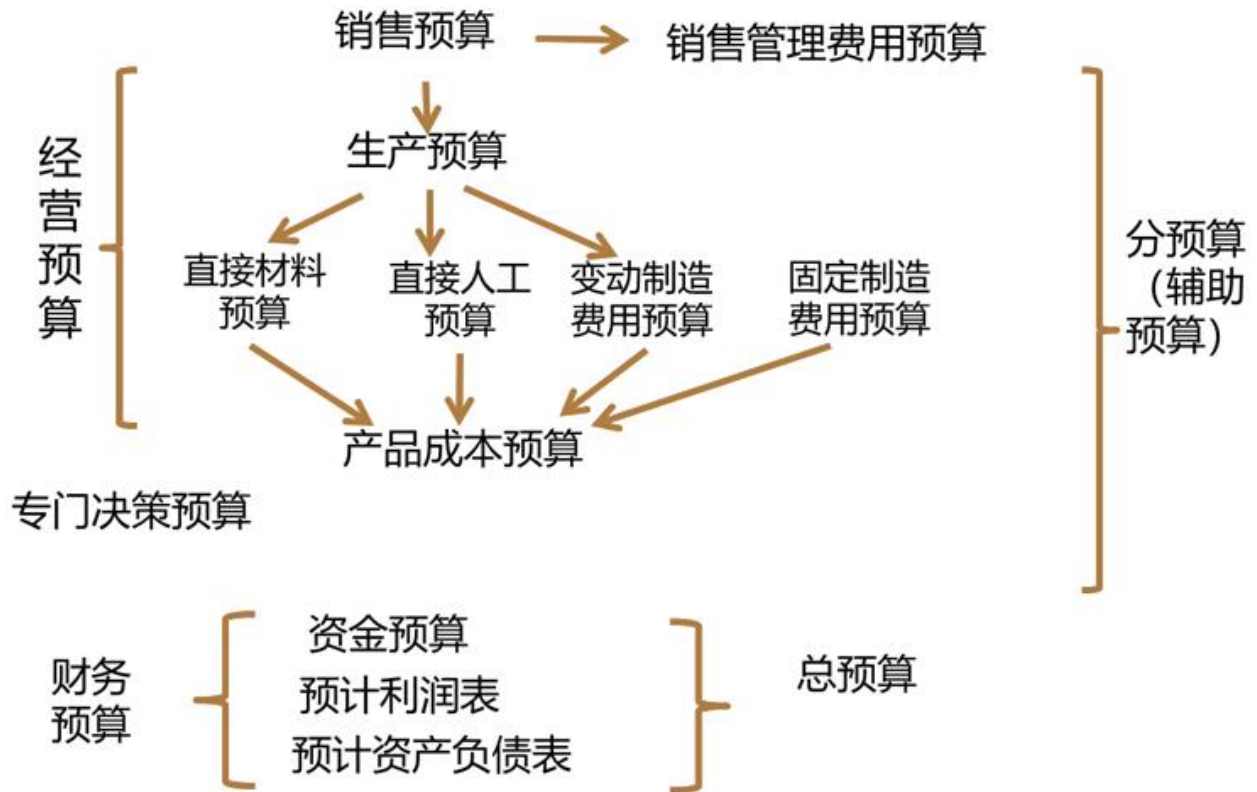 销售预算
销售管理费用预算
生产预算
经
营
预
算
直接材料
预算
直接人工
预算
变动制造
费用预算
固定制造
费用预算
分预算
（辅助
预算）
产品成本预算
专门决策预算
财务
预算
资金预算
预计利润表
预计资产负债表
总预算